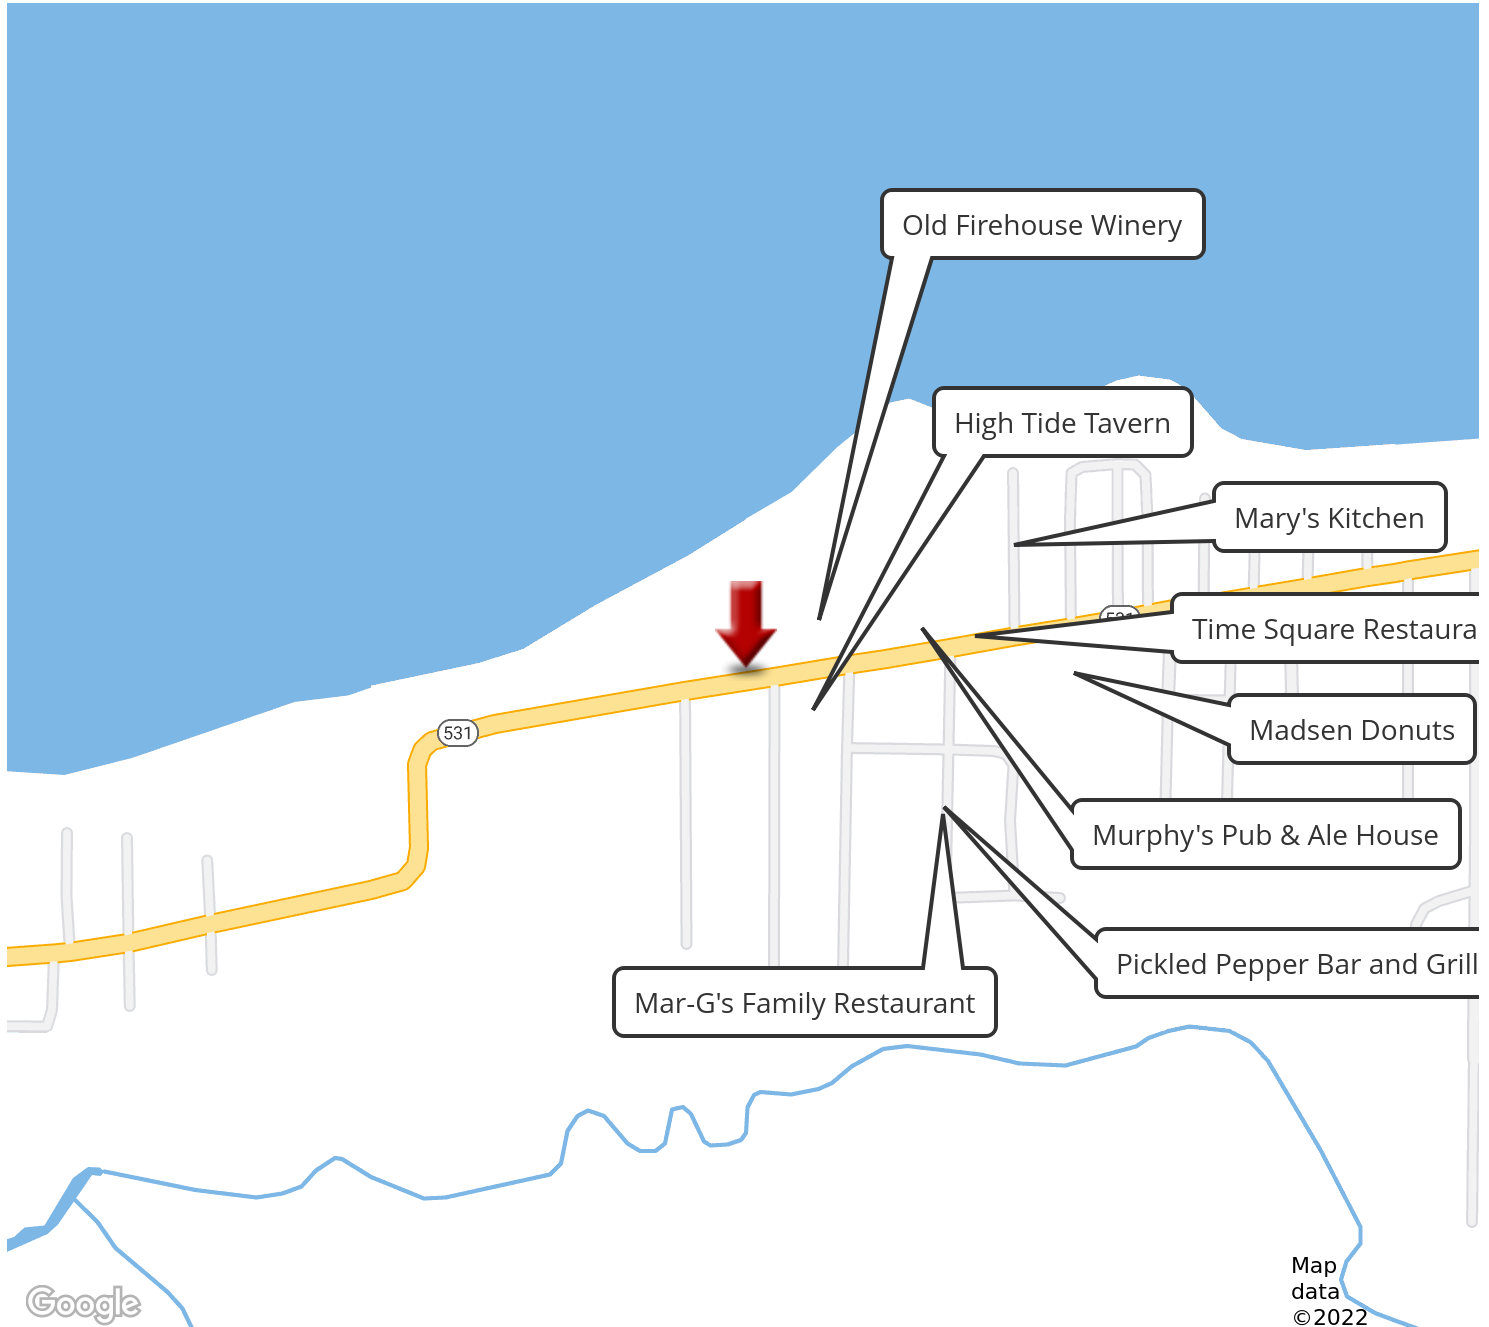 Old Firehouse Winery
High Tide Tavern
Mary's Kitchen
Time Square Restaura
531
Madsen Donuts
Murphy's Pub & Ale House
Pickled Pepper Bar and Grill
Mar-G's Family Restaurant
Google
Map
data
©2022